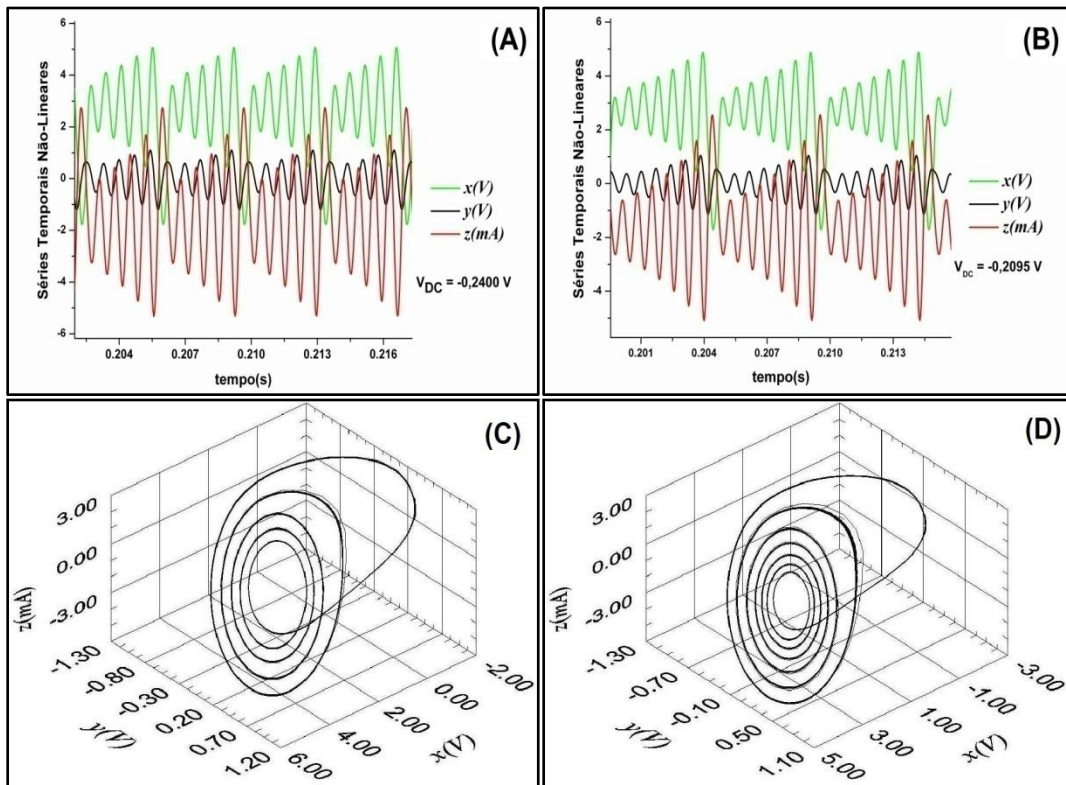 (A)
Séries Temporais Não-Lineares
6
4
2
0
-2
-4
-6
x(V)
y(V)
z(mA)
V_DC = -0,2400 V
0.204
0.207
0.210
0.213
0.216
tempo(s)
(B)
Séries Temporais Não-Lineares
6
4
2
0
-2
-4
x(V)
y(V)
z(mA)
V_DC = -0,2095 V
0.201
0.204
0.207
0.210
0.213
tempo(s)
(C)
z(mA)
3.00
0.00
-3.00
-1.30
-0.80
-0.30
0.20
0.70
1.20
y(V)
6.00
4.00
2.00
0.00
-2.00
x(V)
(D)
z(mA)
3.00
0.00
-3.00
-1.30
-0.70
-0.10
0.50
1.10
y(V)
5.00
3.00
1.00
-1.00
-3.00
x(V)